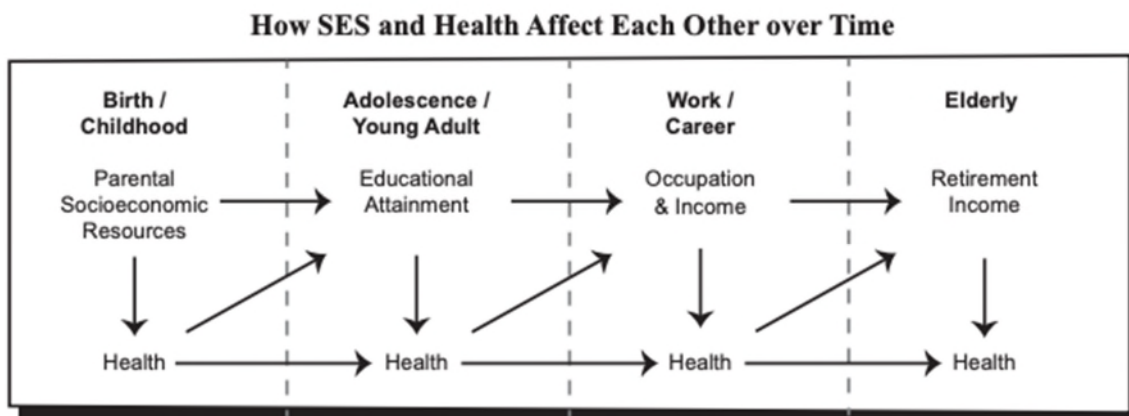 How SES and Health Affect Each Other over Time
Birth /
Childhood
Parental
Socioeconomic
Resources
Health
Adolescence /
Young Adult
Educational
Attainment
Health
Work /
Career
Occupation
& Income
Health
Elderly
Retirement
Income
Health